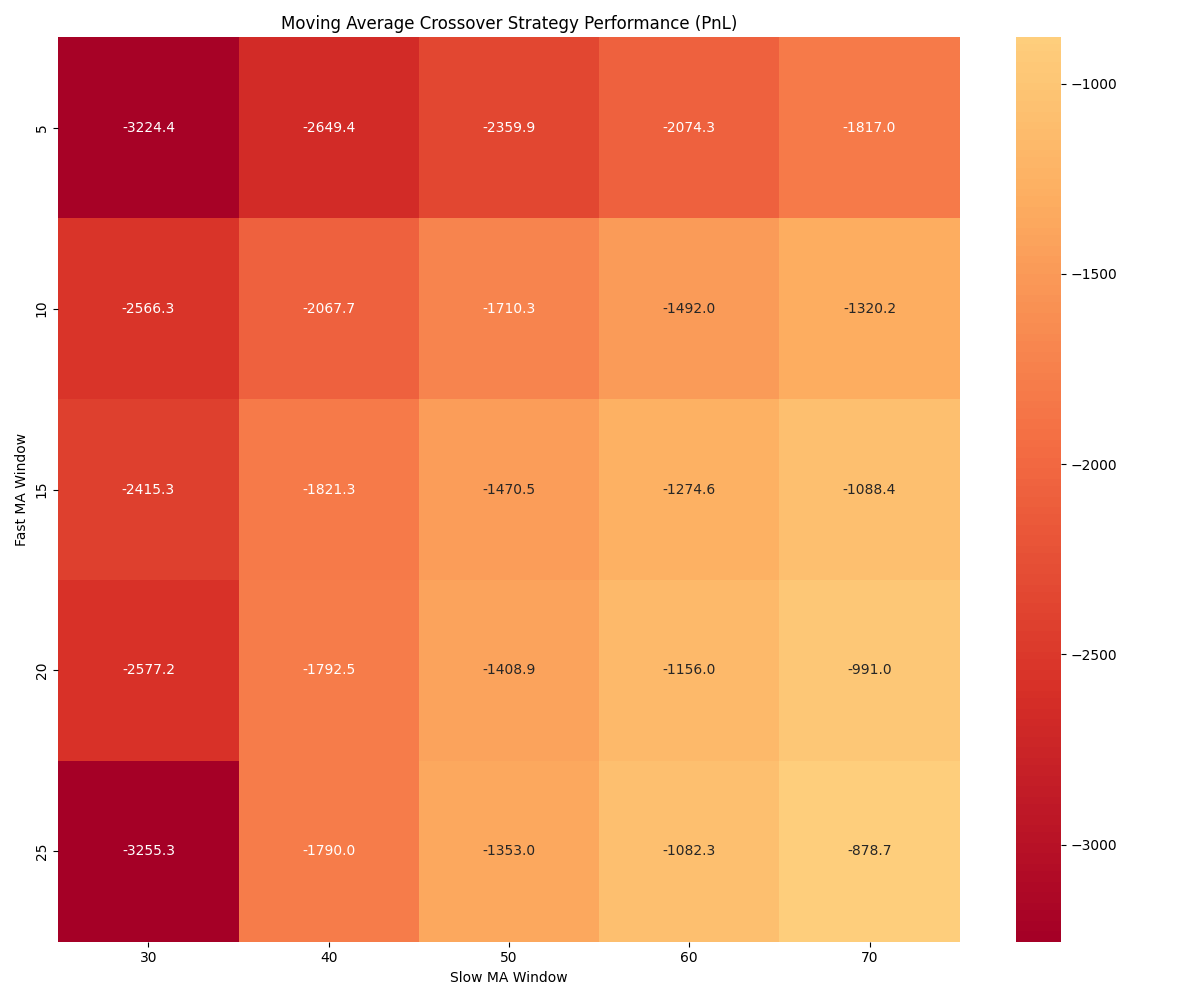 Moving Average Crossover Strategy Performance (PnL)
Fast MA Window
5 -3224.4 -2649.4 -2359.9 -2074.3 -1817.0
10 -2566.3 -2067.7 -1710.3 -1492.0 -1320.2
15 -2415.3 -1821.3 -1470.5 -1274.6 -1088.4
20 -2577.2 -1792.5 -1408.9 -1156.0 -991.0
25 -3255.3 -1790.0 -1353.0 -1082.3 -878.7
30 40 50 60 70
Slow MA Window
−1000
−1500
−2000
−2500
−3000